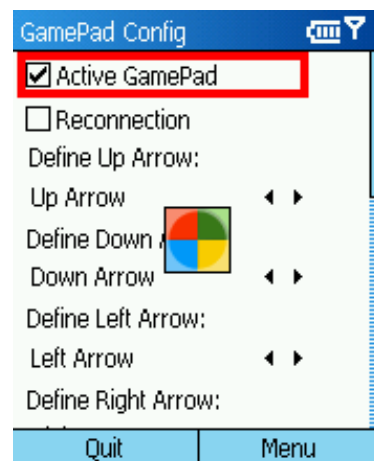 GamePad Config
Active GamePad
Reconnection
Define Up Arrow:
Up Arrow
Define Down
Down Arrow
Define Left Arrow:
Left Arrow
Define Right Arrow:
Quit Menu